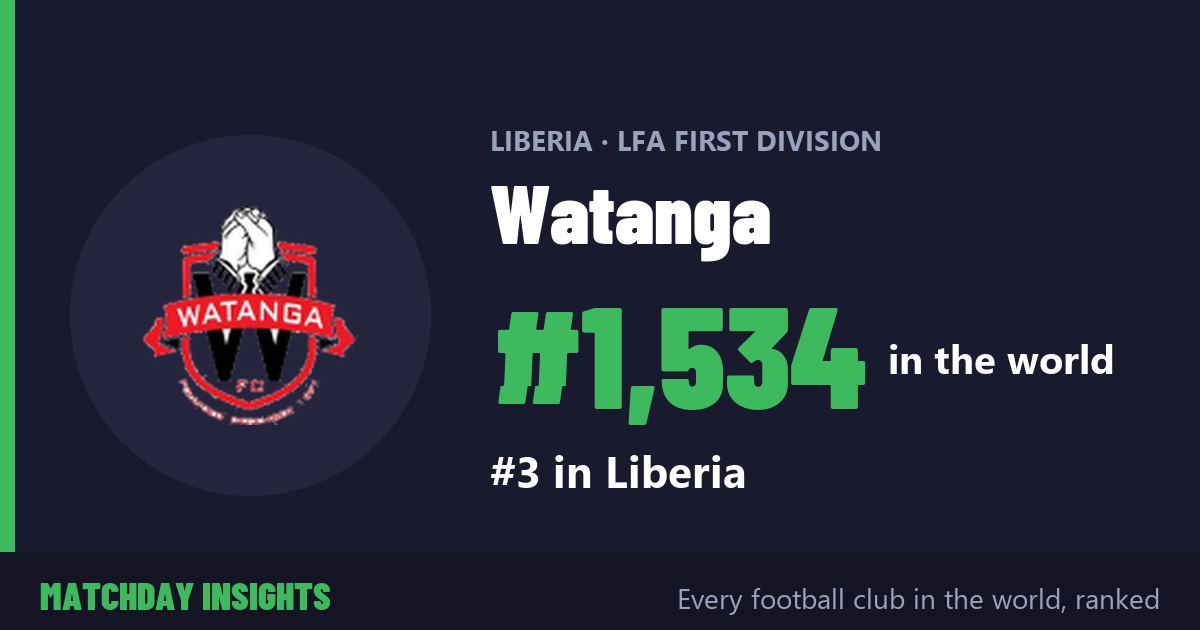 LIBERIA · LFA FIRST DIVISION
Watanga
WATANGA
FC
#1,534 in the world
#3 in Liberia
MATCHDAY INSIGHTS
Every football club in the world, ranked